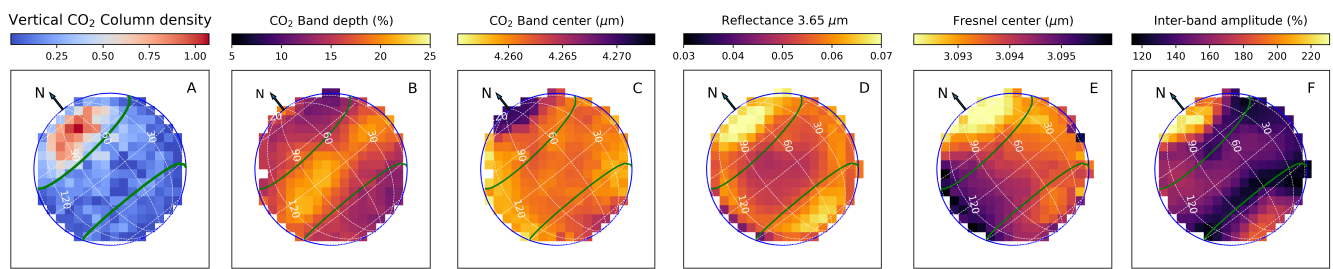 Vertical CO₂ Column density
0.25 0.50 0.75 1.00
A
N
30
60
90
120
CO₂ Band depth (%)
5 10 15 20 25
B
N
30
60
90
120
CO₂ Band center (μm)
4.260 4.265 4.270
C
N
Reflectance 3.65 μm
0.03 0.04 0.05 0.06 0.07
D
N
30
60
90
120
Fresnel center (μm)
3.093 3.094 3.095
E
N
30
60
90
120
Inter-band amplitude (%)
120 140 160 180 200 220
F
N
30
60
90
120